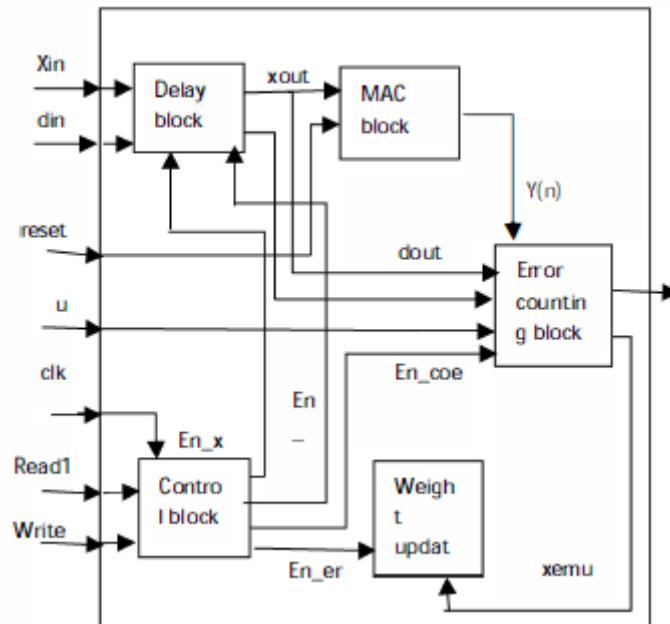 Xin
din
reset
u
clk
Read1
Write
Delay
block
xout
MAC
block
Y(n)
dout
Error
countin
g block
En_coe
En
_
En_x
Contro
l block
En_er
Weigh
t
updat
xemu